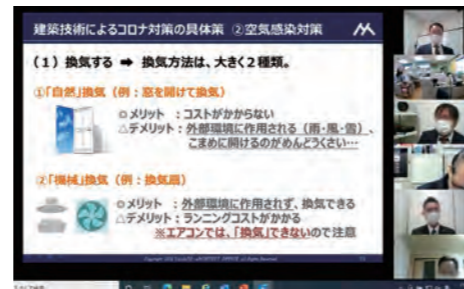 建築技術によるコロナ対策の具体策 ②空気感染対策
(1)換気する ➡ 換気方法は、大きく2種類。
①「自然」換気(例:窓を開けて換気)
◎メリット :コストがかからない
△デメリット:外部環境に作用される(雨・風・雪)、
こまめに開けるのがめんどうくさい…
②「機械」換気(例:換気扇)
◎メリット :外部環境に作用されず、換気できる
△デメリット:ランニングコストがかかる
※エアコンでは、「換気」できないので注意